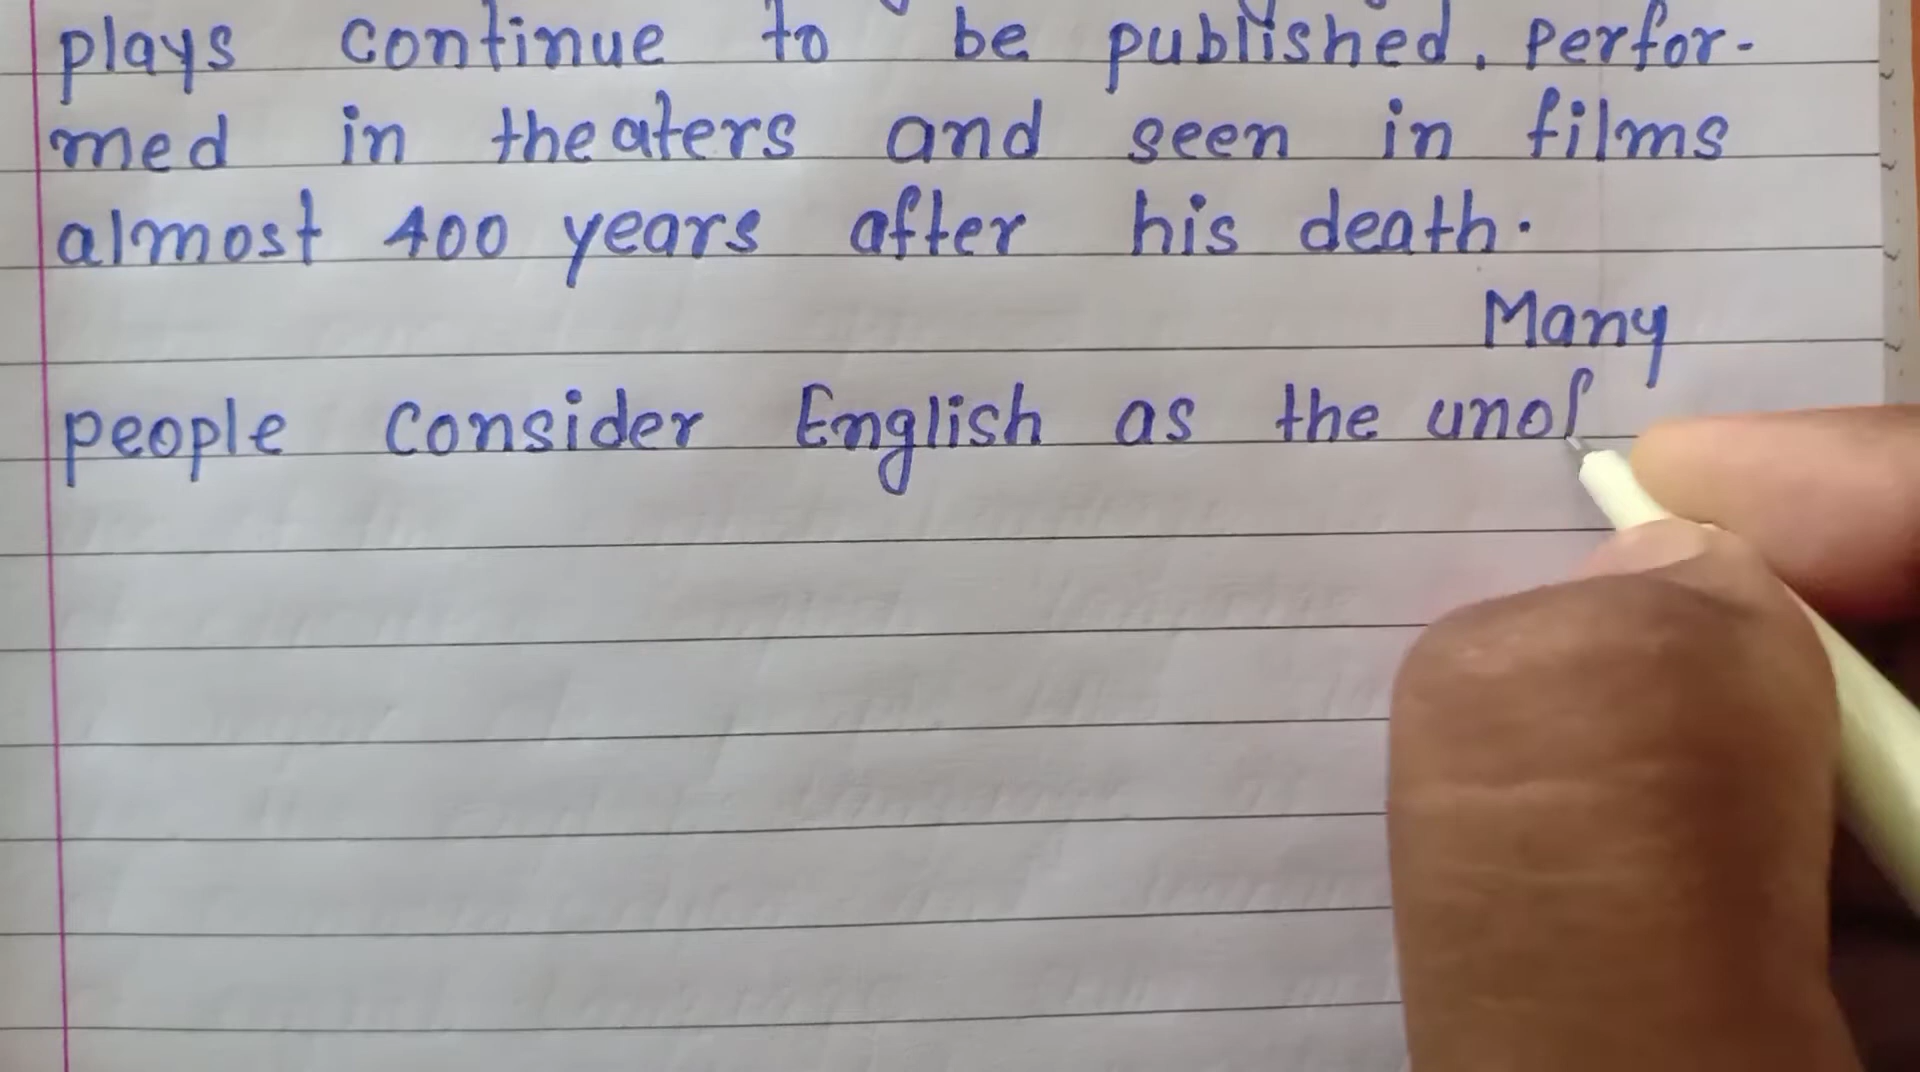 plays continue to be published. perfor-
med in theaters and seen in films
almost 400 years after his death.
Many
people consider English as the unof